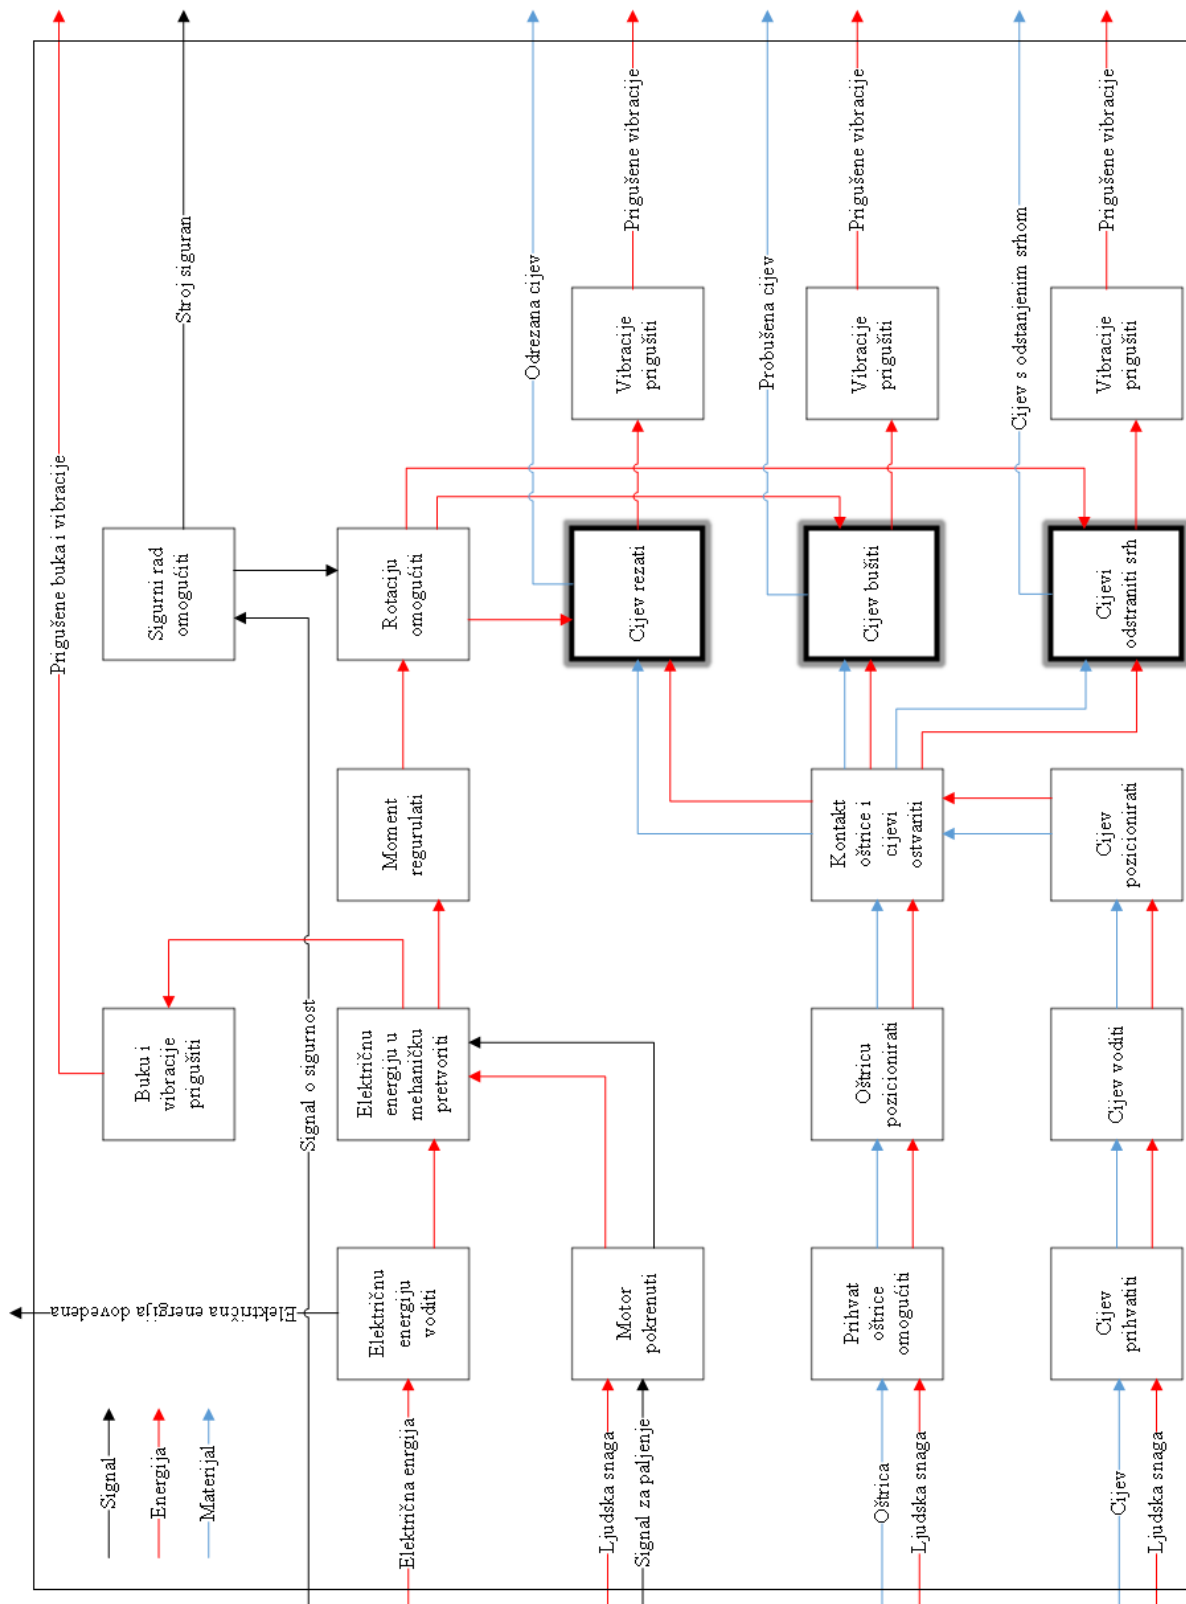 Signal
Energija
Materijal
Prigušene buka i vibracije
Stroj siguran
Odrezana cijev
Prigušene vibracije
Probušena cijev
Prigušene vibracije
Cijev s odstanjenim srhom
Prigušene vibracije
Buku i
vibracije
prigušiti
Sigurni rad
omogućiti
Signal o sigurnost
Električna energija dovedena
Električna enrgija
Električnu
energiju
voditi
Električnu
energiju u
mehaničku
pretvoriti
Moment
regurulati
Rotaciju
omogućiti
Ljudska snaga
Signal za paljenje
Motor
pokrenuti
Cijev rezati
Vibracije
prigušiti
Oštrica
Ljudska snaga
Prihvat
oštrice
omogućiti
Oštricu
pozicionirati
Kontakt
oštrice i
cijevi
ostvariti
Cijev bušiti
Vibracije
prigušiti
Cijev
Ljudska snaga
Cijev
prihvatiti
Cijev voditi
Cijev
pozicionirati
Cijevi
odstraniti srh
Vibracije
prigušiti